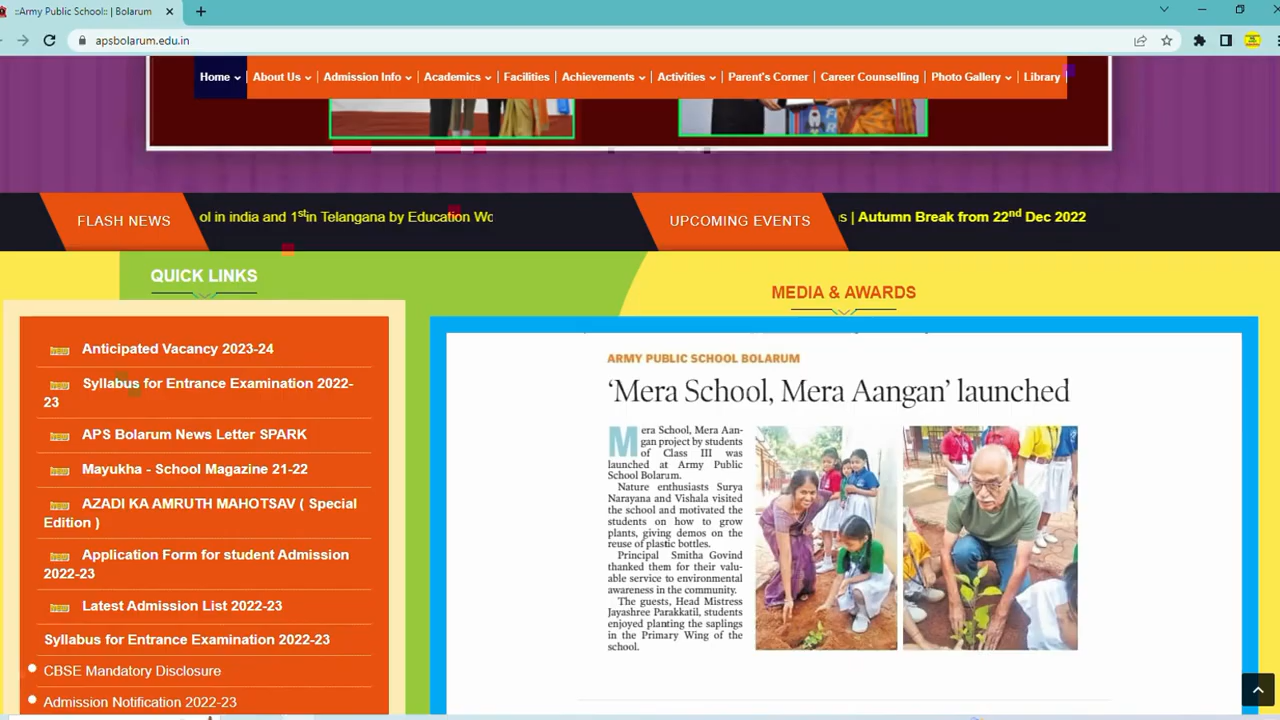 ::Army Public School:: | Bolarum
apsbolarum.edu.in
Home
About Us
Admission Info
Academics
Facilities
Achievements
Activities
Parent's Corner
Career Counselling
Photo Gallery
Library
FLASH NEWS
ol in india and 1st in Telangana by Education Wo
UPCOMING EVENTS
s | Autumn Break from 22nd Dec 2022
QUICK LINKS
Anticipated Vacancy 2023-24
Syllabus for Entrance Examination 2022-
23
APS Bolarum News Letter SPARK
Mayukha - School Magazine 21-22
AZADI KA AMRUTH MAHOTSAV ( Special
Edition )
Application Form for student Admission
2022-23
Latest Admission List 2022-23
Syllabus for Entrance Examination 2022-23
CBSE Mandatory Disclosure
Admission Notification 2022-23
MEDIA & AWARDS
ARMY PUBLIC SCHOOL BOLARUM
‘Mera School, Mera Aangan’ launched
Mera School, Mera Aan-
gan project by students
of Class III was
launched at Army Public
School Bolarum.
Nature enthusiasts Surya
Narayana and Vishala visited
the school and motivated the
students on how to grow
plants, giving demos on the
reuse of plastic bottles.
Principal Smitha Govind
thanked them for their valu-
able service to environmental
awareness in the community.
The guests, Head Mistress
Jayashree Parakkatil, students
enjoyed planting the saplings
in the Primary Wing of the
school.